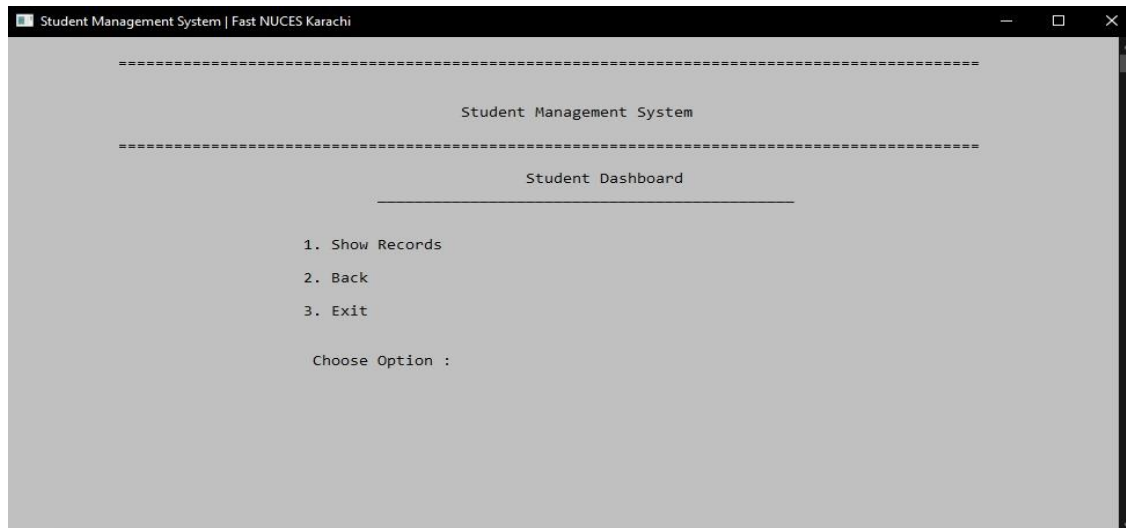 Student Management System | Fast NUCES Karachi
=============================================================================================
Student Management System
=============================================================================================
Student Dashboard
_____________________________________________
1. Show Records
2. Back
3. Exit
Choose Option :